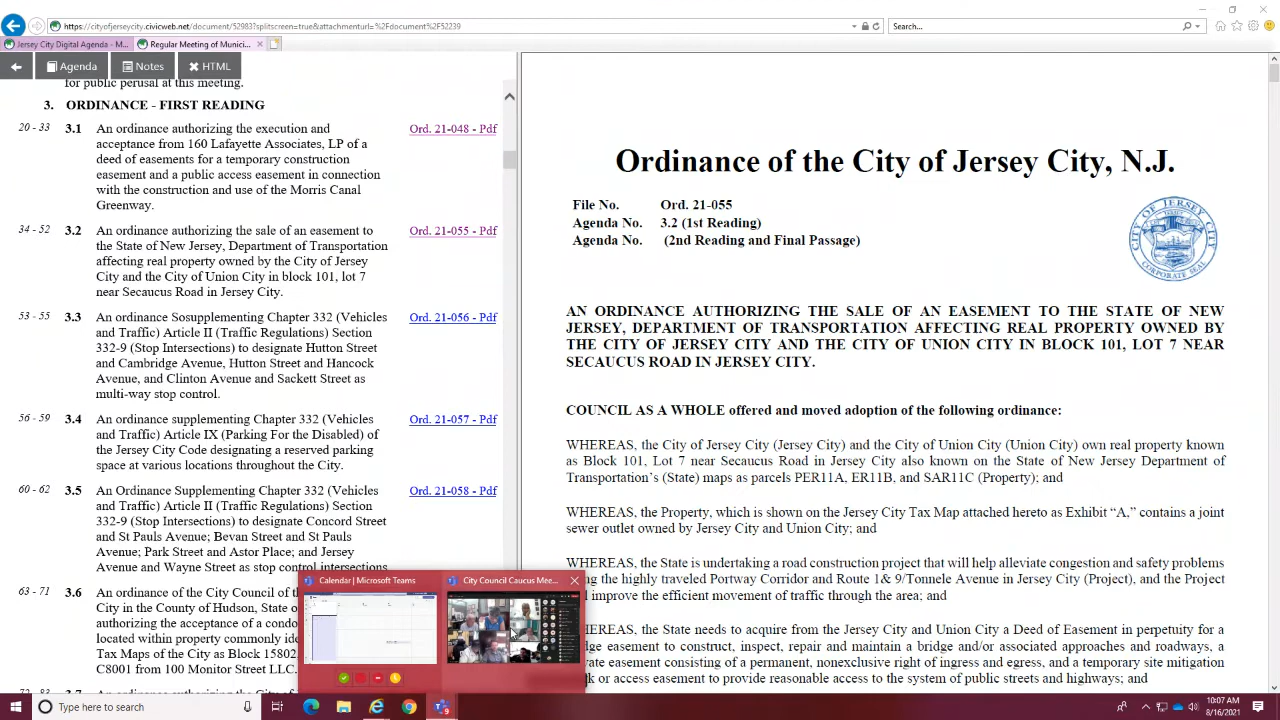 https://cityofjerseycity.civicweb.net/document/52983?splitscreen=true&attachmenturl=%2Fdocument%2F52239
Search...
Jersey City Digital Agenda - M...
Regular Meeting of Munici...
Agenda
Notes
HTML
for public perusal at this meeting.
3. ORDINANCE - FIRST READING
20 - 33 3.1 An ordinance authorizing the execution and Ord. 21-048 - Pdf
acceptance from 160 Lafayette Associates, LP of a
deed of easements for a temporary construction
easement and a public access easement in connection
with the construction and use of the Morris Canal
Greenway.
34 - 52 3.2 An ordinance authorizing the sale of an easement to Ord. 21-055 - Pdf
the State of New Jersey, Department of Transportation
affecting real property owned by the City of Jersey
City and the City of Union City in block 101, lot 7
near Secaucus Road in Jersey City.
53 - 55 3.3 An ordinance Sosupplementing Chapter 332 (Vehicles Ord. 21-056 - Pdf
and Traffic) Article II (Traffic Regulations) Section
332-9 (Stop Intersections) to designate Hutton Street
and Cambridge Avenue, Hutton Street and Hancock
Avenue, and Clinton Avenue and Sackett Street as
multi-way stop control.
56 - 59 3.4 An ordinance supplementing Chapter 332 (Vehicles Ord. 21-057 - Pdf
and Traffic) Article IX (Parking For the Disabled) of
the Jersey City Code designating a reserved parking
space at various locations throughout the City.
60 - 62 3.5 An Ordinance Supplementing Chapter 332 (Vehicles Ord. 21-058 - Pdf
and Traffic) Article II (Traffic Regulations) Section
332-9 (Stop Intersections) to designate Concord Street
and St Pauls Avenue; Bevan Street and St Pauls
Avenue; Park Street and Astor Place; and Jersey
Avenue and Wayne Street as stop control intersections.
63 - 71 3.6 An ordinance of the City Council of th
City in the County of Hudson, State o
authorizing the acceptance of a condo
located within property commonly id
Tax Maps of the City as Block 15802
C8001 from 100 Monitor Street LLC.
3.7 An ordinance authorizing the City of
Ordinance of the City of Jersey City, N.J.
File No. Ord. 21-055
Agenda No. 3.2 (1st Reading)
Agenda No. (2nd Reading and Final Passage)
CITY OF JERSEY CITY
CORPORATE SEAL
AN ORDINANCE AUTHORIZING THE SALE OF AN EASEMENT TO THE STATE OF NEW
JERSEY, DEPARTMENT OF TRANSPORTATION AFFECTING REAL PROPERTY OWNED BY
THE CITY OF JERSEY CITY AND THE CITY OF UNION CITY IN BLOCK 101, LOT 7 NEAR
SECAUCUS ROAD IN JERSEY CITY.
COUNCIL AS A WHOLE offered and moved adoption of the following ordinance:
WHEREAS, the City of Jersey City (Jersey City) and the City of Union City (Union City) own real property known
as Block 101, Lot 7 near Secaucus Road in Jersey City also known on the State of New Jersey Department of
Transportation's (State) maps as parcels PER11A, ER11B, and SAR11C (Property); and
WHEREAS, the Property, which is shown on the Jersey City Tax Map attached hereto as Exhibit "A," contains a joint
sewer outlet owned by Jersey City and Union City; and
WHEREAS, the State is undertaking a road construction project that will help alleviate congestion and safety problems
ng the highly traveled Portway Corridor and Route 1& 9/Tonnele Avenue in Jersey City (Project), and the Project
improve the efficient movement of traffic through the area; and
EREAS, the State needs to acquire from the Jersey City and Union City a Deed of Easement in perpetuity for a
ge easement to construct, inspect, repair and maintain a bridge and/or associated approaches and roadways, a
ate easement consisting of a permanent, nonexclusive right of ingress and egress, and a temporary site mitigation
k or access easement to provide reasonable access to the system of public streets and highways; and
Calendar | Microsoft Teams
City Council Caucus Mee...
Type here to search
10:07 AM
8/16/2021